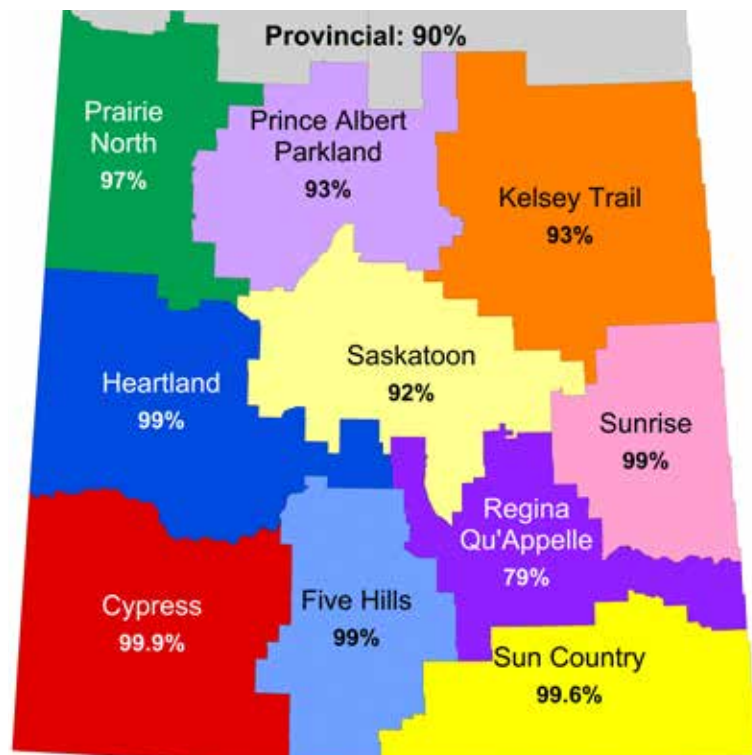 Provincial: 90%
Prairie
North
97%
Prince Albert
Parkland
93%
Kelsey Trail
93%
Saskatoon
92%
Heartland
99%
Sunrise
99%
Regina
Qu'Appelle
79%
Cypress
99.9%
Five Hills
99%
Sun Country
99.6%